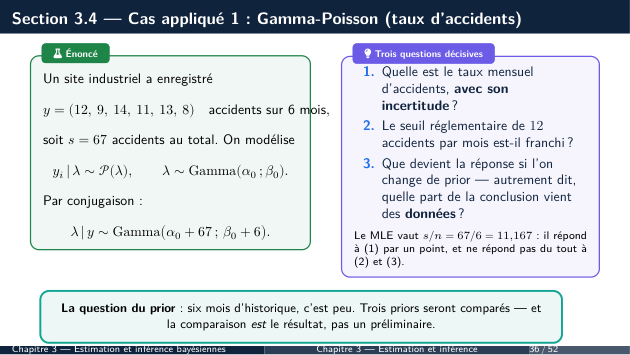 Section 3.4 — Cas appliqué 1 : Gamma-Poisson (taux d'accidents)
Énoncé
Un site industriel a enregistré
y = (12, 9, 14, 11, 13, 8) accidents sur 6 mois,
soit s = 67 accidents au total. On modélise
y_i | λ ∼ 𝒫(λ), λ ∼ Gamma(α_0 ; β_0).
Par conjugaison :
λ | y ∼ Gamma(α_0 + 67 ; β_0 + 6).
Trois questions décisives
1. Quelle est le taux mensuel
d'accidents, avec son
incertitude ?
2. Le seuil réglementaire de 12
accidents par mois est-il franchi ?
3. Que devient la réponse si l'on
change de prior — autrement dit,
quelle part de la conclusion vient
des données ?
Le MLE vaut s/n = 67/6 = 11,167 : il répond
à (1) par un point, et ne répond pas du tout à
(2) et (3).
La question du prior : six mois d'historique, c'est peu. Trois priors seront comparés — et
la comparaison est le résultat, pas un préliminaire.
Chapitre 3 — Estimation et inférence bayésiennes
Chapitre 3 — Estimation et inférence
36 / 52